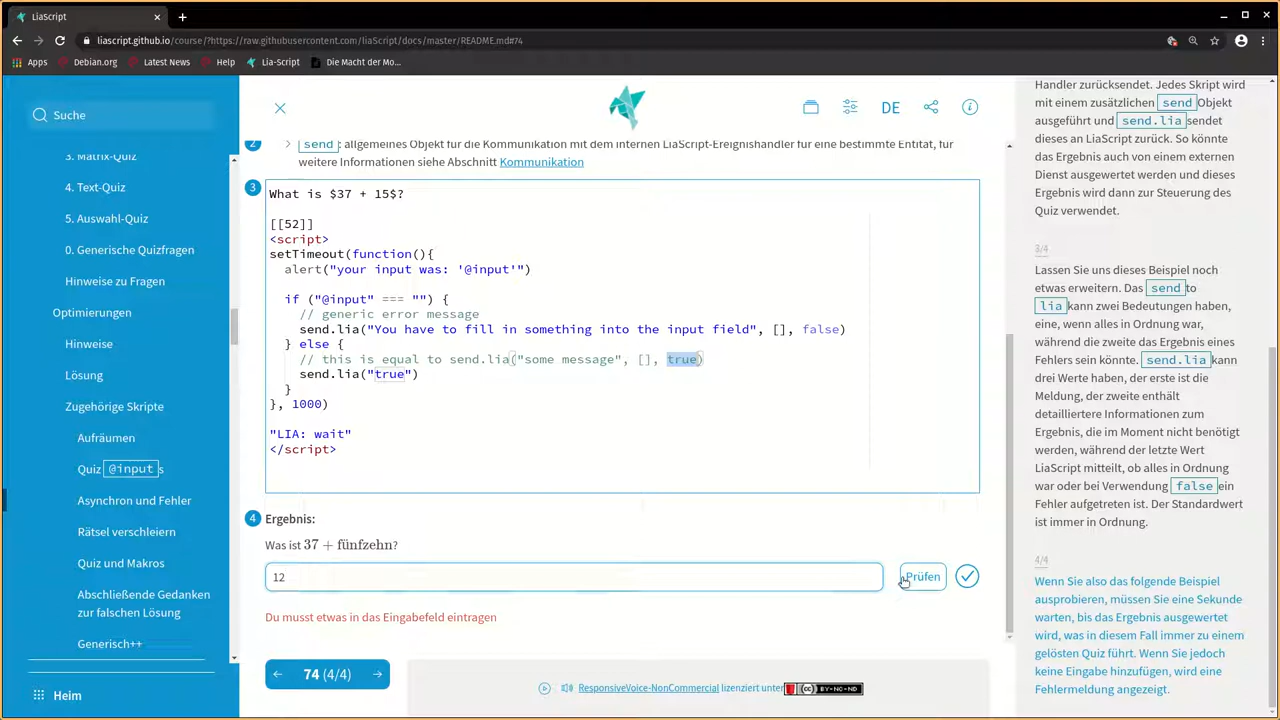 LiaScript
liascript.github.io/course/?https://raw.githubusercontent.com/liaScript/docs/master/README.md#74
Apps
Debian.org
Latest News
Help
Lia-Script
Die Macht der Mo...
Suche
3. Matrix-Quiz
4. Text-Quiz
5. Auswahl-Quiz
0. Generische Quizfragen
Hinweise zu Fragen
Optimierungen
Hinweise
Lösung
Zugehörige Skripte
Aufräumen
Quiz @input s
Asynchron und Fehler
Rätsel verschleiern
Quiz und Makros
Abschließende Gedanken
zur falschen Lösung
Generisch++
Heim
DE
2
send : allgemeines Objekt für die Kommunikation mit dem internen LiaScript-Ereignishandler für eine bestimmte Entität, für
weitere Informationen siehe Abschnitt Kommunikation
3
What is $37 + 15$?
[[52]]
<script>
setTimeout(function(){
alert("your input was: '@input'")
if ("@input" === "") {
// generic error message
send.lia("You have to fill in something into the input field", [], false)
} else {
// this is equal to send.lia("some message", [], true)
send.lia("true")
}
}, 1000)
"LIA: wait"
</script>
4
Ergebnis:
Was ist 37 + fünfzehn?
12
Prüfen
Du musst etwas in das Eingabefeld eintragen
74 (4/4)
ResponsiveVoice-NonCommercial lizenziert unter
cc BY-NC-ND
Handler zurücksendet. Jedes Skript wird
mit einem zusätzlichen send Objekt
ausgeführt und send.lia sendet
dieses an LiaScript zurück. So könnte
das Ergebnis auch von einem externen
Dienst ausgewertet werden und dieses
Ergebnis wird dann zur Steuerung des
Quiz verwendet.
3/4
Lassen Sie uns dieses Beispiel noch
etwas erweitern. Das send to
lia kann zwei Bedeutungen haben,
eine, wenn alles in Ordnung war,
während die zweite das Ergebnis eines
Fehlers sein könnte. send.lia kann
drei Werte haben, der erste ist die
Meldung, der zweite enthält
detailliertere Informationen zum
Ergebnis, die im Moment nicht benötigt
werden, während der letzte Wert
LiaScript mitteilt, ob alles in Ordnung
war oder bei Verwendung false ein
Fehler aufgetreten ist. Der Standardwert
ist immer in Ordnung.
4/4
Wenn Sie also das folgende Beispiel
ausprobieren, müssen Sie eine Sekunde
warten, bis das Ergebnis ausgewertet
wird, was in diesem Fall immer zu einem
gelösten Quiz führt. Wenn Sie jedoch
keine Eingabe hinzufügen, wird eine
Fehlermeldung angezeigt.